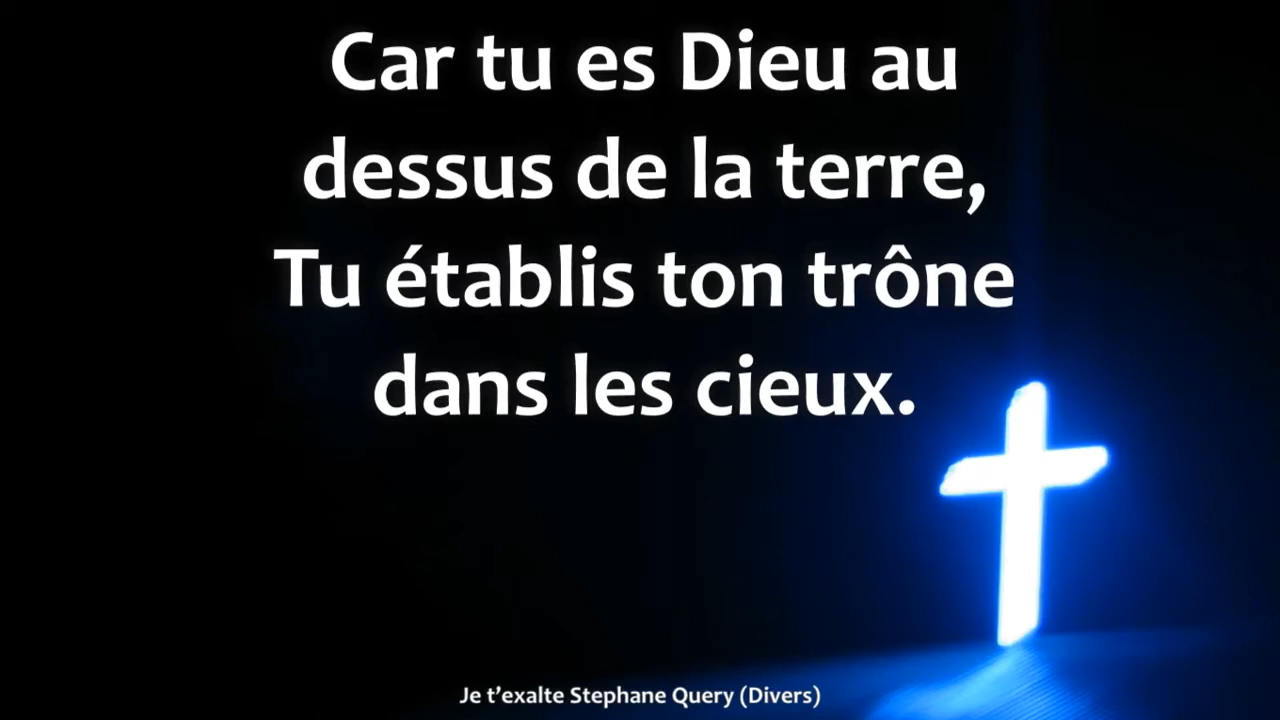 Car tu es Dieu au
dessus de la terre,
Tu établis ton trône
dans les cieux.
Je t’exalte Stephane Query (Divers)